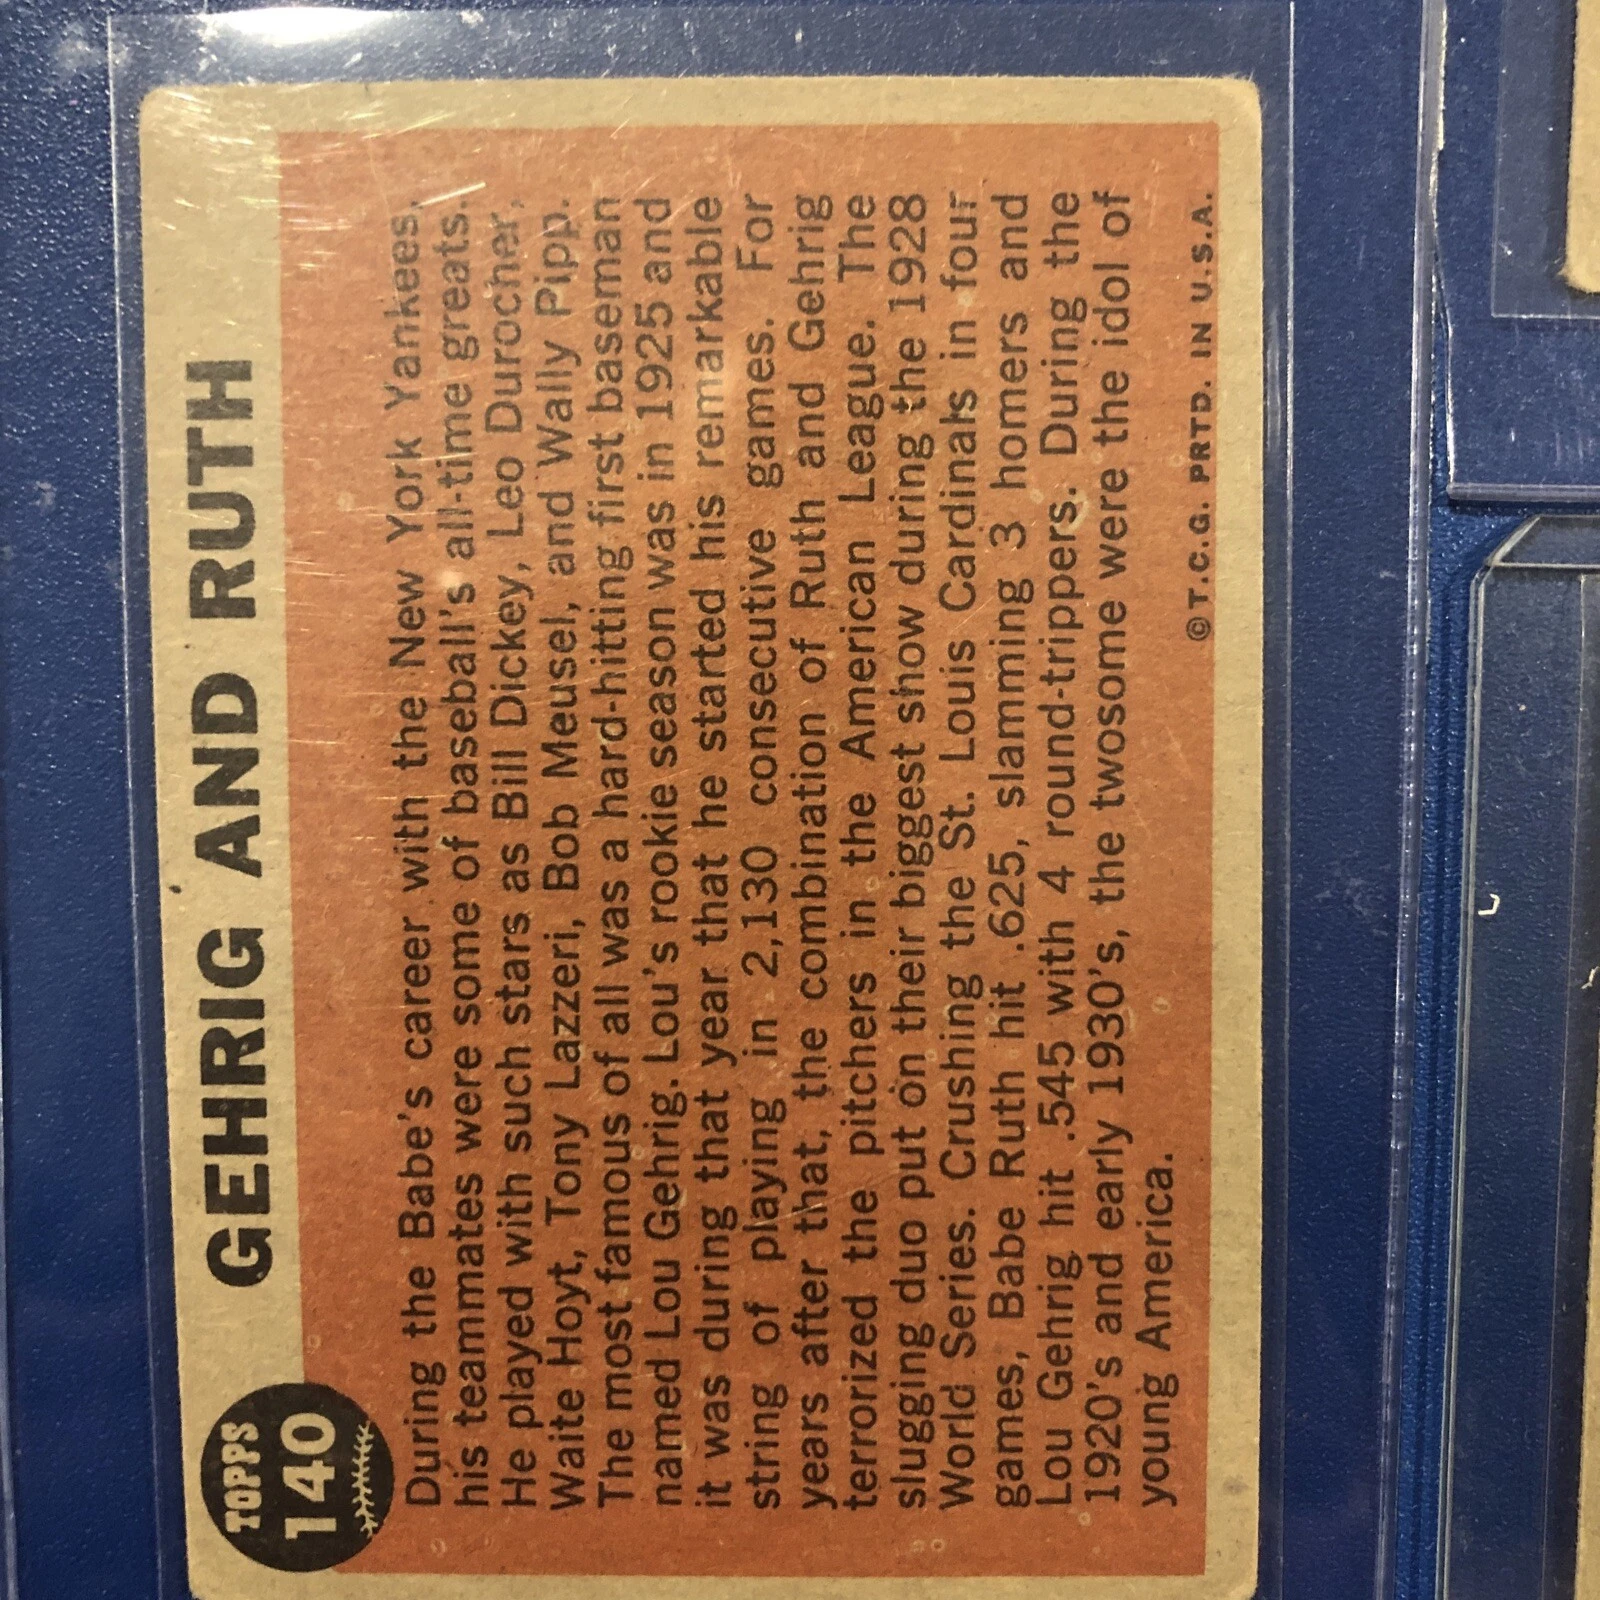 TOPPS
140
GEHRIG AND RUTH
During the Babe's career with the New York Yankees,
his teammates were some of baseball's all-time greats.
He played with such stars as Bill Dickey, Leo Durocher,
Waite Hoyt, Tony Lazzeri, Bob Meusel, and Wally Pipp.
The most famous of all was a hard-hitting first baseman
named Lou Gehrig. Lou's rookie season was in 1925 and
it was during that year that he started his remarkable
string of playing in 2,130 consecutive games. For
years after that, the combination of Ruth and Gehrig
terrorized the pitchers in the American League. The
slugging duo put on their biggest show during the 1928
World Series. Crushing the St. Louis Cardinals in four
games, Babe Ruth hit .625, slamming 3 homers and
Lou Gehrig hit .545 with 4 round-trippers. During the
1920's and early 1930's, the twosome were the idol of
young America.
© T.C.G. PRTD. IN U.S.A.